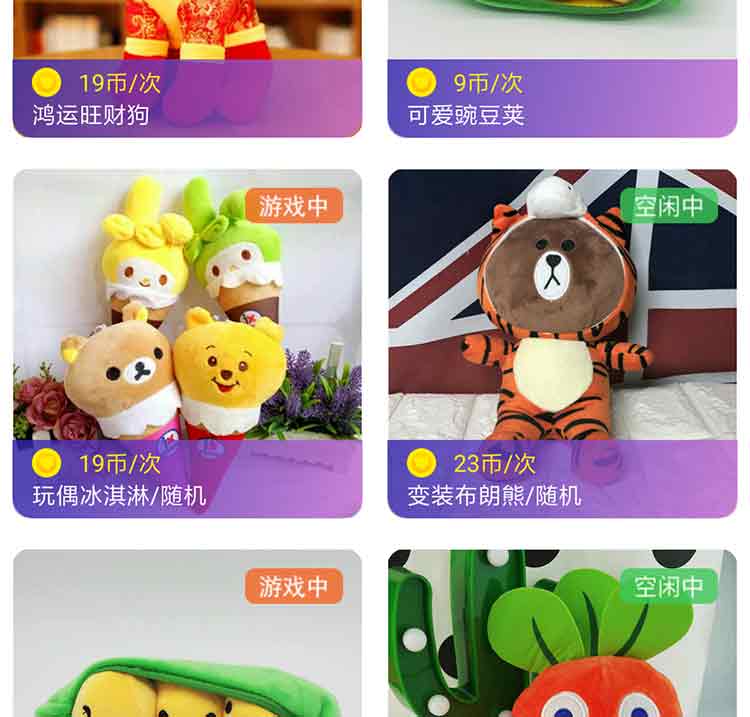 19币/次
鸿运旺财狗
9币/次
可爱豌豆荚
游戏中
空闲中
19币/次
玩偶冰淇淋/随机
23币/次
变装布朗熊/随机
游戏中
空闲中